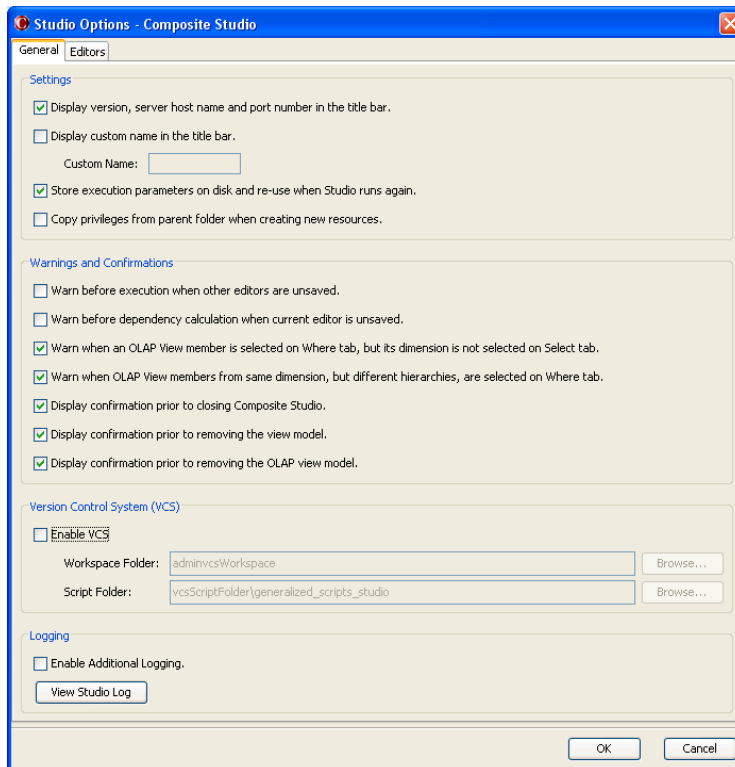 Studio Options - Composite Studio
General Editors
Settings
Display version, server host name and port number in the title bar.
Display custom name in the title bar.
Custom Name:
Store execution parameters on disk and re-use when Studio runs again.
Copy privileges from parent folder when creating new resources.
Warnings and Confirmations
Warn before execution when other editors are unsaved.
Warn before dependency calculation when current editor is unsaved.
Warn when an OLAP View member is selected on Where tab, but its dimension is not selected on Select tab.
Warn when OLAP View members from same dimension, but different hierarchies, are selected on Where tab.
Display confirmation prior to closing Composite Studio.
Display confirmation prior to removing the view model.
Display confirmation prior to removing the OLAP view model.
Version Control System (VCS)
Enable VCS
Workspace Folder: adminvcsWorkspace Browse...
Script Folder: vcsScriptFolder\generalized_scripts_studio Browse...
Logging
Enable Additional Logging.
View Studio Log
OK Cancel